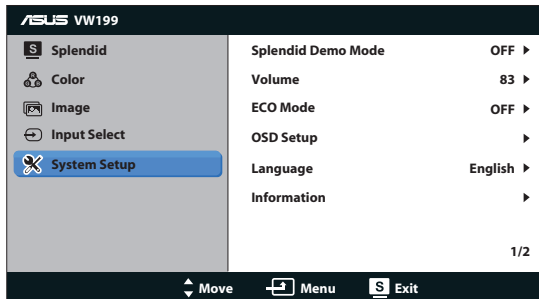 ASUS VW199
S Splendid
Color
Image
Input Select
System Setup
Splendid Demo Mode OFF
Volume 83
ECO Mode OFF
OSD Setup
Language English
Information
1/2
Move Menu S Exit